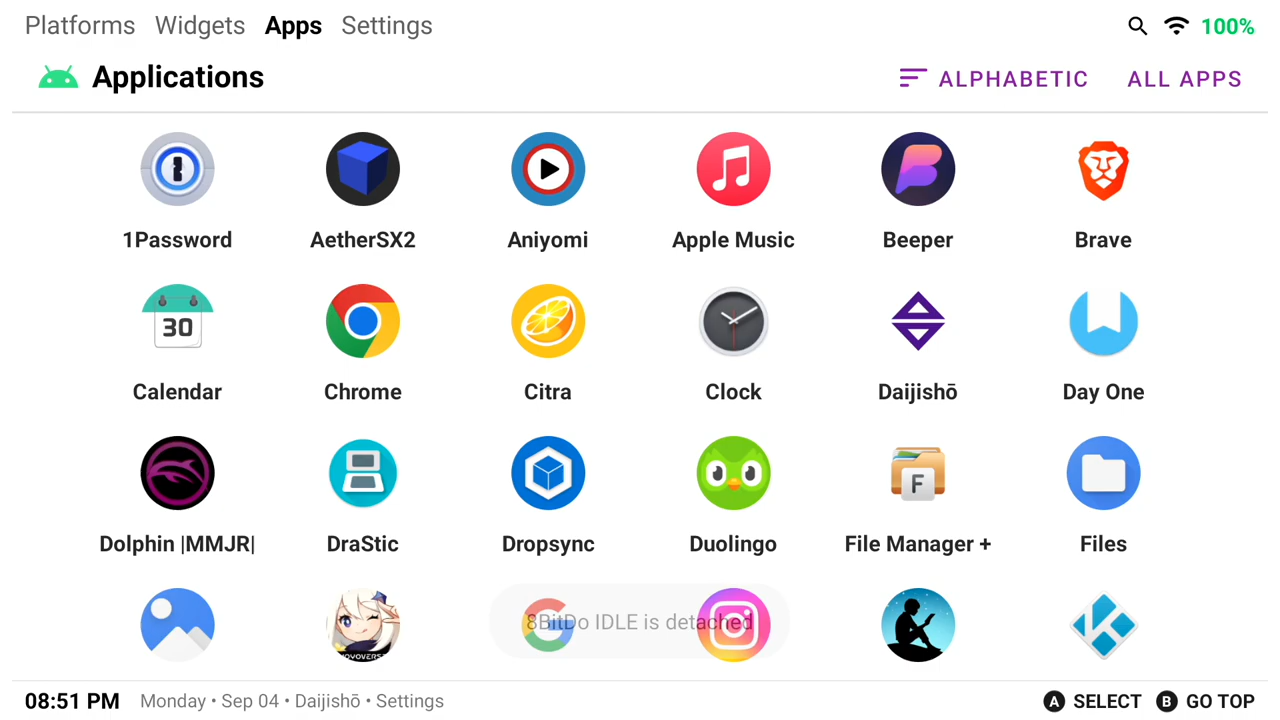 Platforms Widgets Apps Settings 100%
Applications ALPHABETIC ALL APPS
1Password AetherSX2 Aniyomi Apple Music Beeper Brave
30
Calendar Chrome Citra Clock Daijishō Day One
F
Dolphin |MMJR| DraStic Dropsync Duolingo File Manager + Files
8BitDo IDLE is detached
HOYOVERSE
08:51 PM Monday • Sep 04 • Daijishō • Settings A SELECT B GO TOP